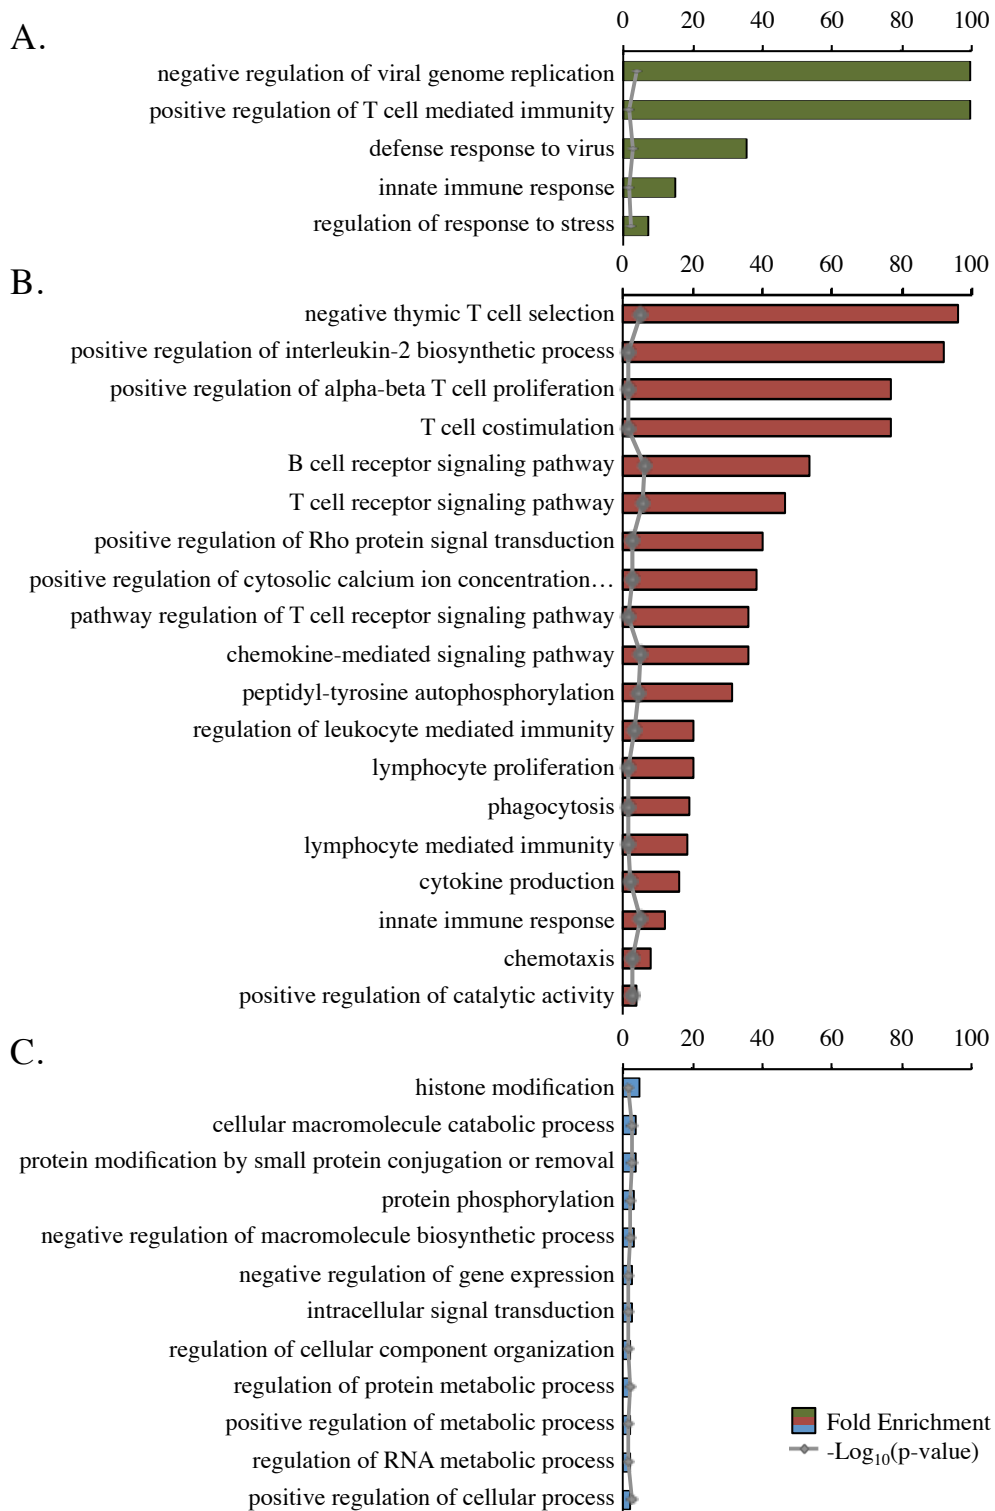 A.
0 20 40 60 80 100
negative regulation of viral genome replication
positive regulation of T cell mediated immunity
defense response to virus
innate immune response
regulation of response to stress
B.
0 20 40 60 80 100
negative thymic T cell selection
positive regulation of interleukin-2 biosynthetic process
positive regulation of alpha-beta T cell proliferation
T cell costimulation
B cell receptor signaling pathway
T cell receptor signaling pathway
positive regulation of Rho protein signal transduction
positive regulation of cytosolic calcium ion concentration…
pathway regulation of T cell receptor signaling pathway
chemokine-mediated signaling pathway
peptidyl-tyrosine autophosphorylation
regulation of leukocyte mediated immunity
lymphocyte proliferation
phagocytosis
lymphocyte mediated immunity
cytokine production
innate immune response
chemotaxis
positive regulation of catalytic activity
C.
0 20 40 60 80 100
histone modification
cellular macromolecule catabolic process
protein modification by small protein conjugation or removal
protein phosphorylation
negative regulation of macromolecule biosynthetic process
negative regulation of gene expression
intracellular signal transduction
regulation of cellular component organization
regulation of protein metabolic process
positive regulation of metabolic process
regulation of RNA metabolic process
positive regulation of cellular process
Fold Enrichment
-Log₁₀(p-value)